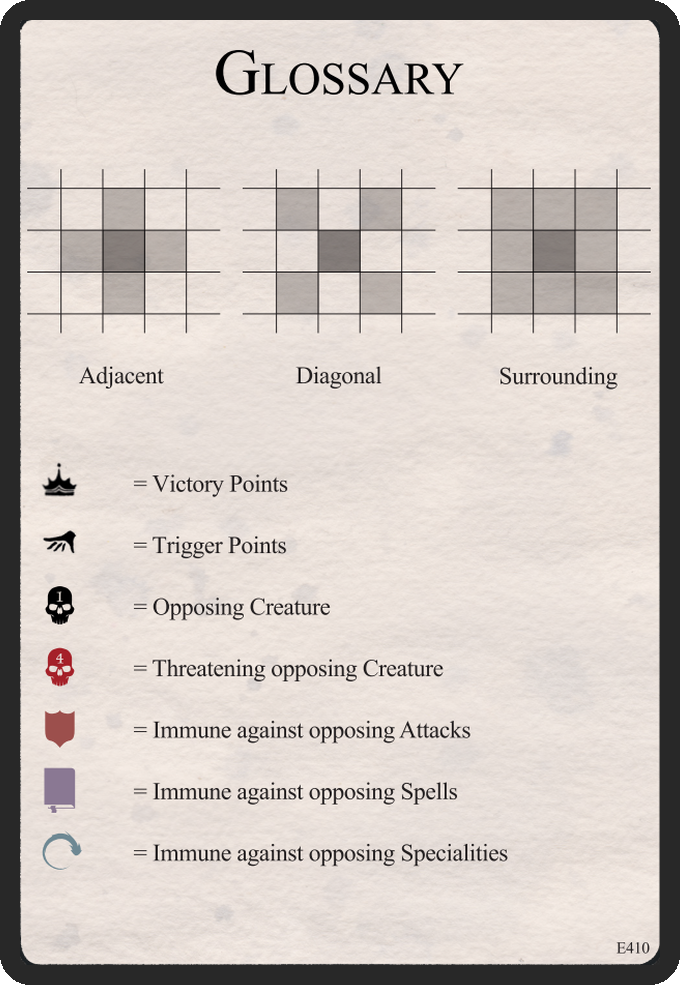 GLOSSARY
Adjacent
Diagonal
Surrounding
= Victory Points
= Trigger Points
1
= Opposing Creature
4
= Threatening opposing Creature
= Immune against opposing Attacks
= Immune against opposing Spells
= Immune against opposing Specialities
E410